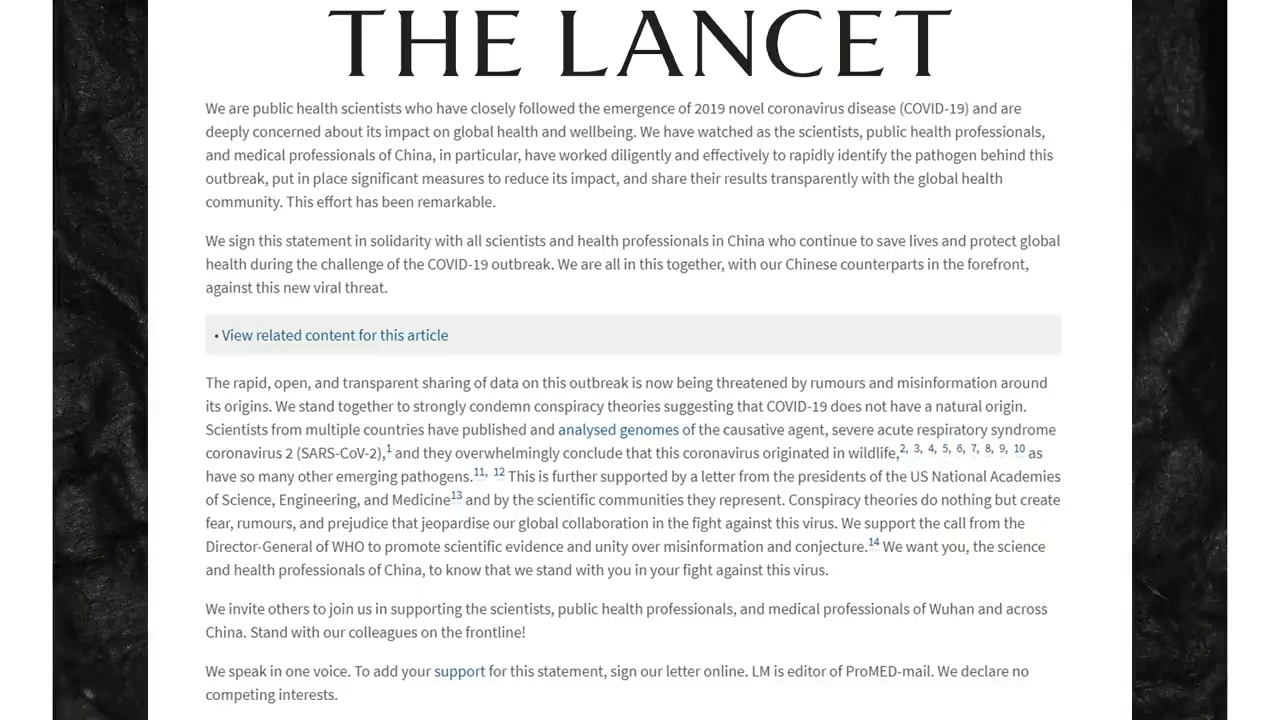 THE LANCET
We are public health scientists who have closely followed the emergence of 2019 novel coronavirus disease (COVID-19) and are
deeply concerned about its impact on global health and wellbeing. We have watched as the scientists, public health professionals,
and medical professionals of China, in particular, have worked diligently and effectively to rapidly identify the pathogen behind this
outbreak, put in place significant measures to reduce its impact, and share their results transparently with the global health
community. This effort has been remarkable.
We sign this statement in solidarity with all scientists and health professionals in China who continue to save lives and protect global
health during the challenge of the COVID-19 outbreak. We are all in this together, with our Chinese counterparts in the forefront,
against this new viral threat.
• View related content for this article
The rapid, open, and transparent sharing of data on this outbreak is now being threatened by rumours and misinformation around
its origins. We stand together to strongly condemn conspiracy theories suggesting that COVID-19 does not have a natural origin.
Scientists from multiple countries have published and analysed genomes of the causative agent, severe acute respiratory syndrome
coronavirus 2 (SARS-CoV-2),1 and they overwhelmingly conclude that this coronavirus originated in wildlife,2, 3, 4, 5, 6, 7, 8, 9, 10 as
have so many other emerging pathogens.11, 12 This is further supported by a letter from the presidents of the US National Academies
of Science, Engineering, and Medicine13 and by the scientific communities they represent. Conspiracy theories do nothing but create
fear, rumours, and prejudice that jeopardise our global collaboration in the fight against this virus. We support the call from the
Director-General of WHO to promote scientific evidence and unity over misinformation and conjecture.14 We want you, the science
and health professionals of China, to know that we stand with you in your fight against this virus.
We invite others to join us in supporting the scientists, public health professionals, and medical professionals of Wuhan and across
China. Stand with our colleagues on the frontline!
We speak in one voice. To add your support for this statement, sign our letter online. LM is editor of ProMED-mail. We declare no
competing interests.